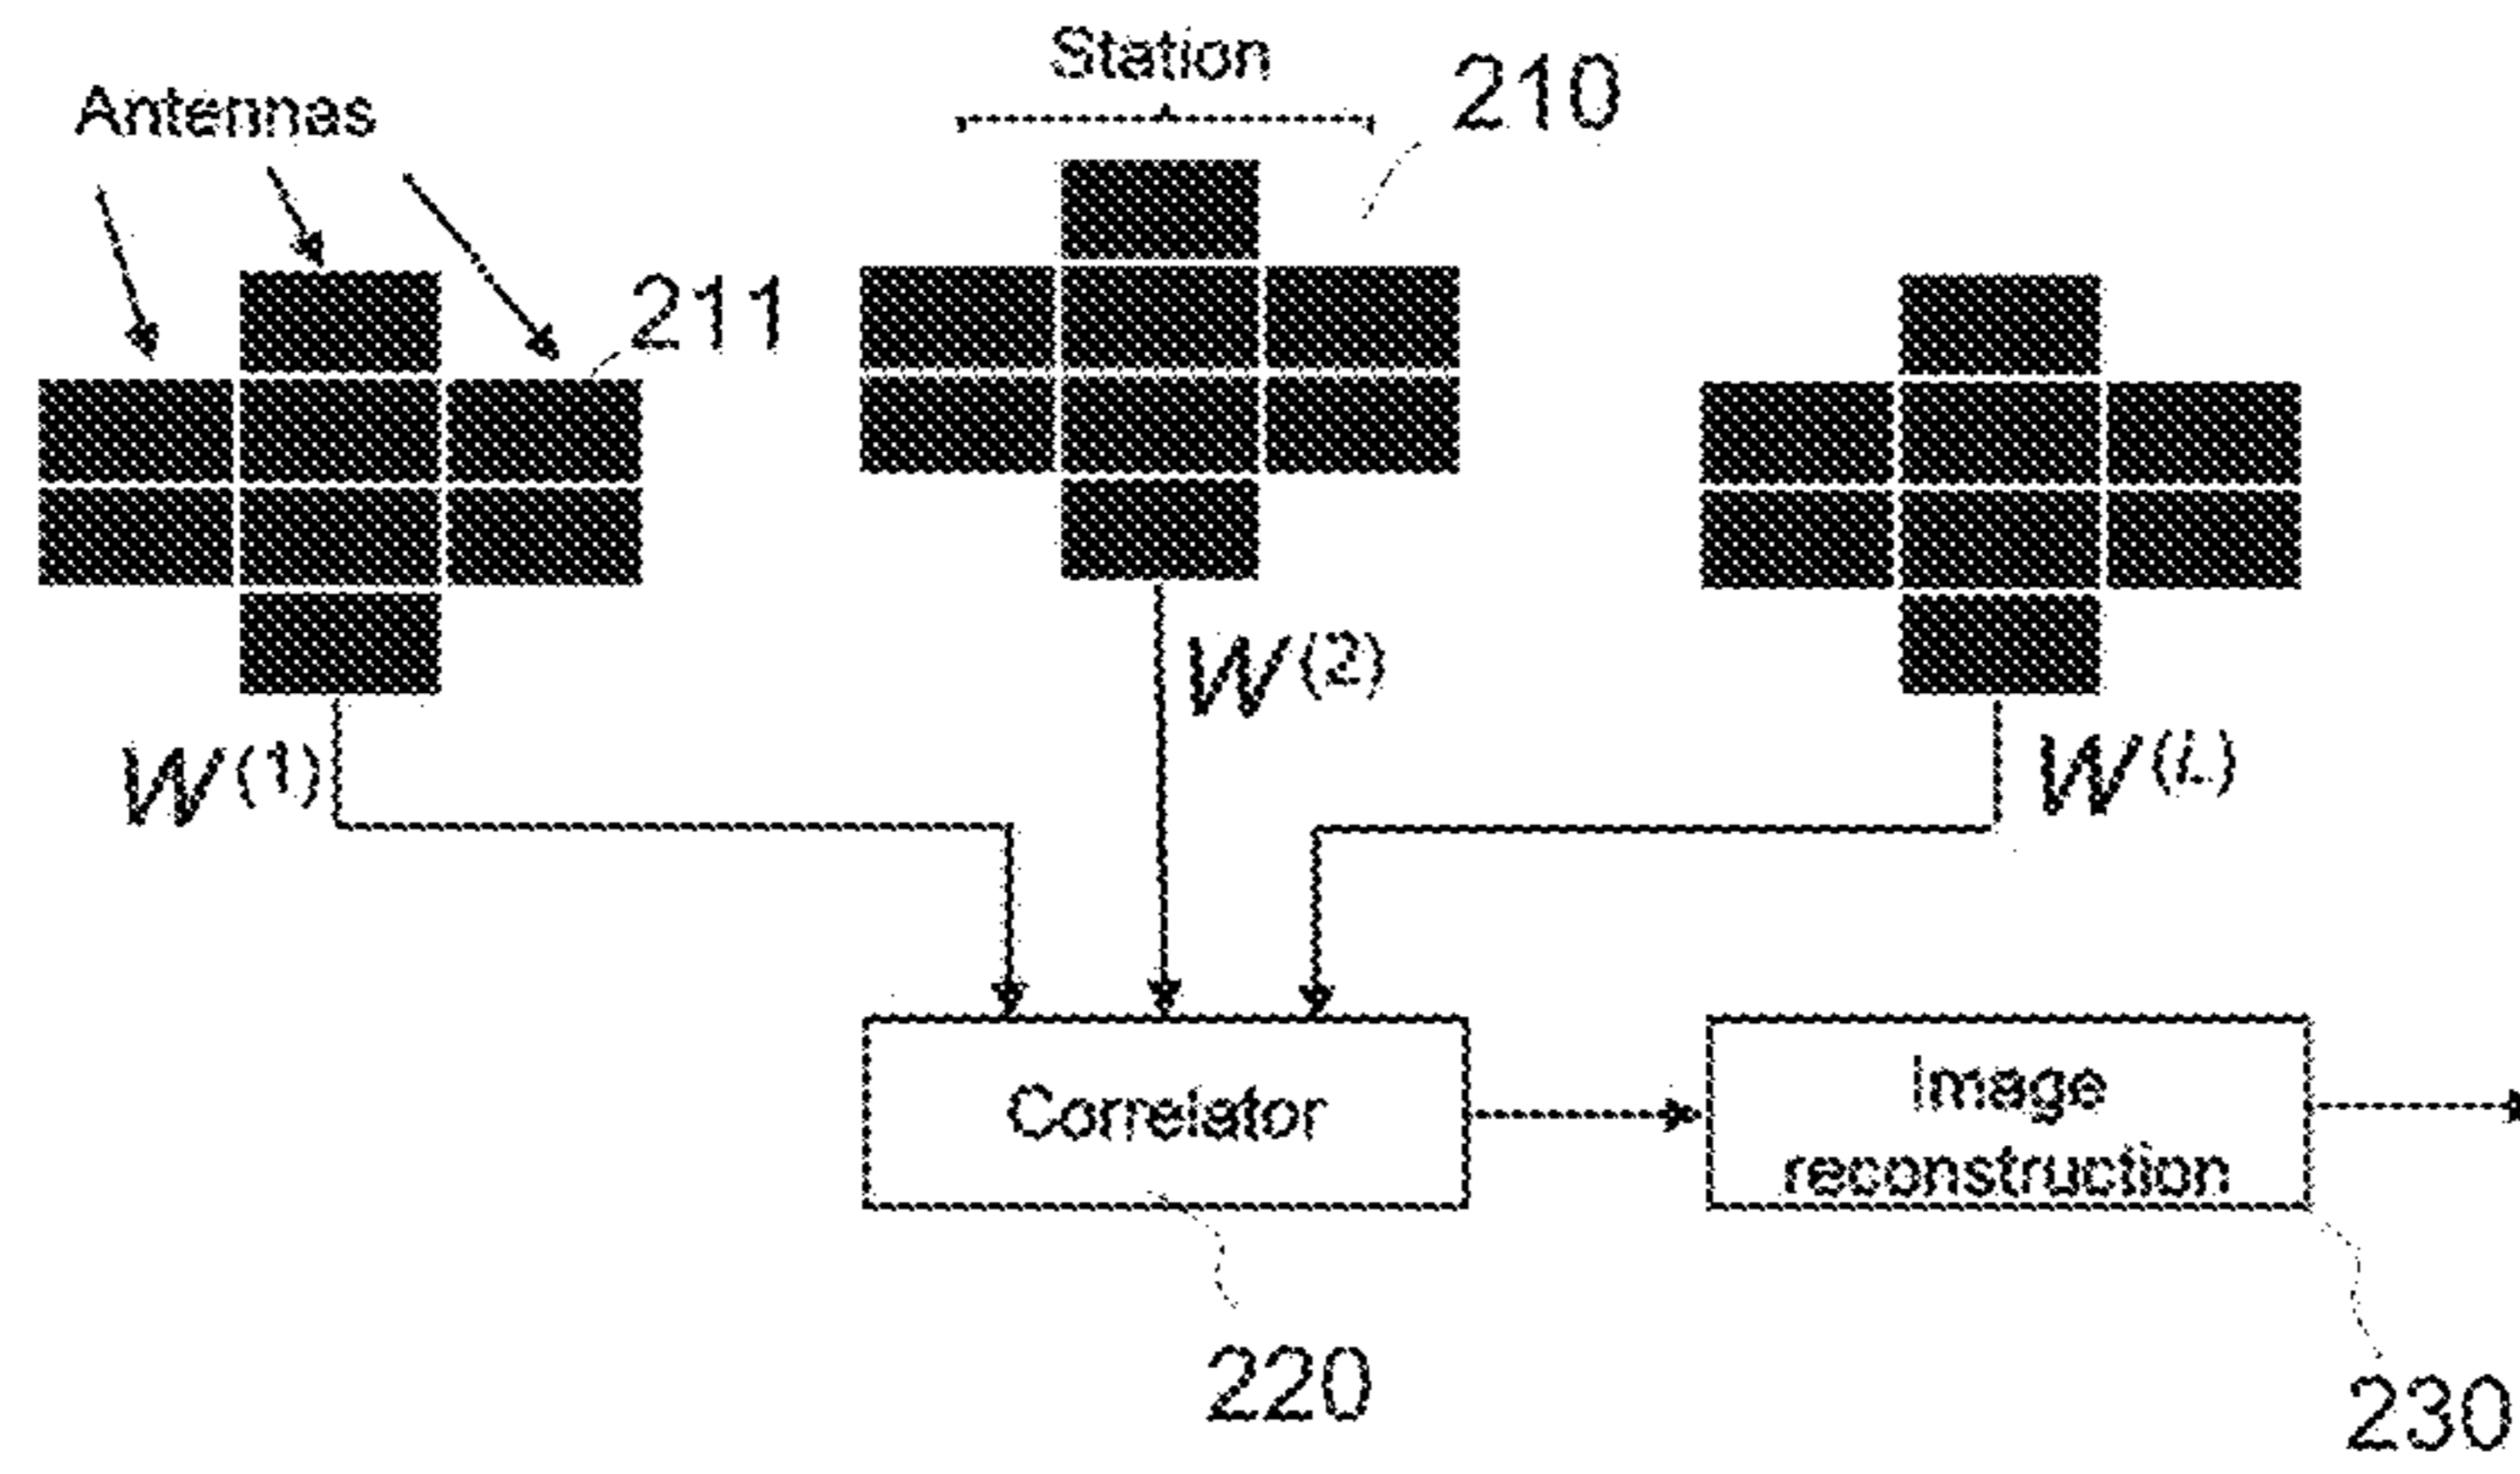 Station
210
Antennas
211
W(2)
W(1)
W(L)
Correlator
Image
reconstruction
220
230